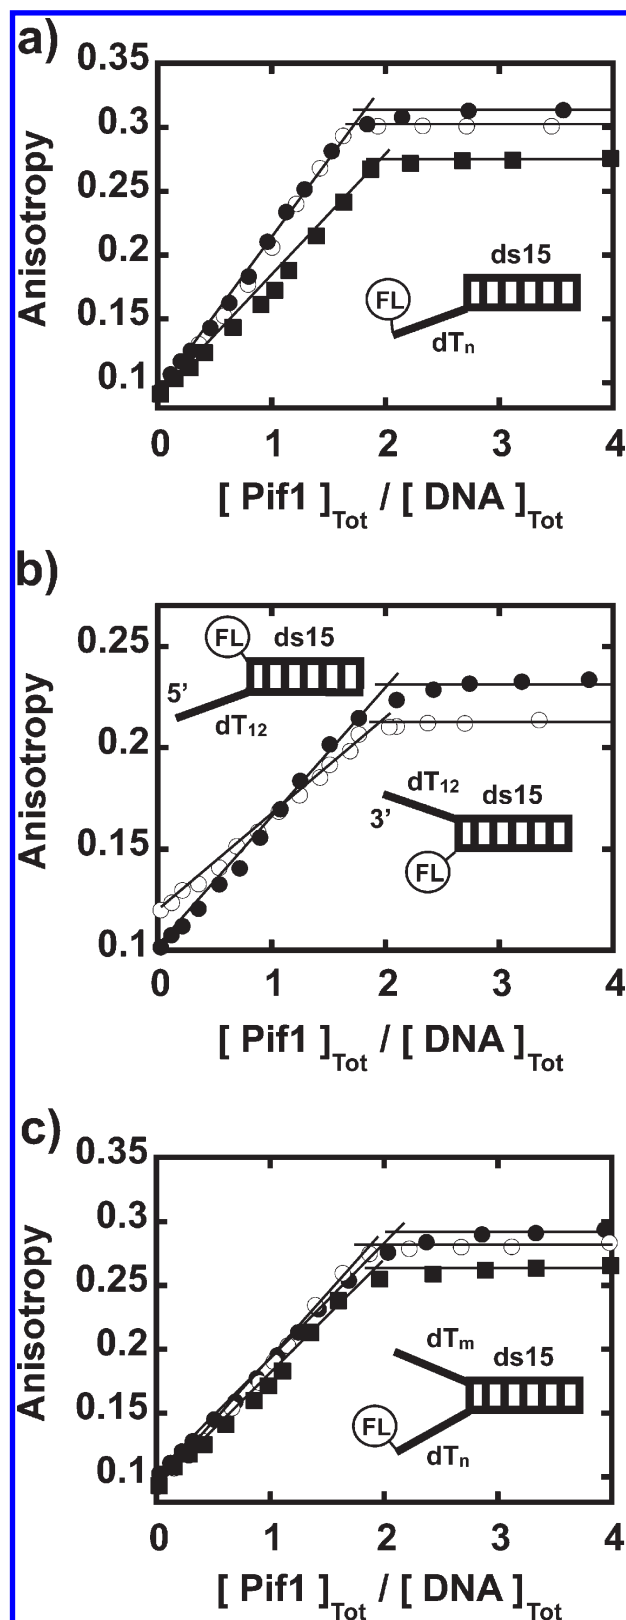 a)
0.35
0.3
0.25
0.2
0.15
0.1
Anisotropy
ds15
FL
dTn
0 1 2 3 4
[ Pif1 ]Tot / [ DNA ]Tot
b)
0.25
0.2
0.15
0.1
Anisotropy
FL ds15
5’
dT12
dT12
ds15
3’
FL
0 1 2 3 4
[ Pif1 ]Tot / [ DNA ]Tot
c)
0.35
0.3
0.25
0.2
0.15
0.1
Anisotropy
dTm
ds15
FL
dTn
0 1 2 3 4
[ Pif1 ]Tot / [ DNA ]Tot